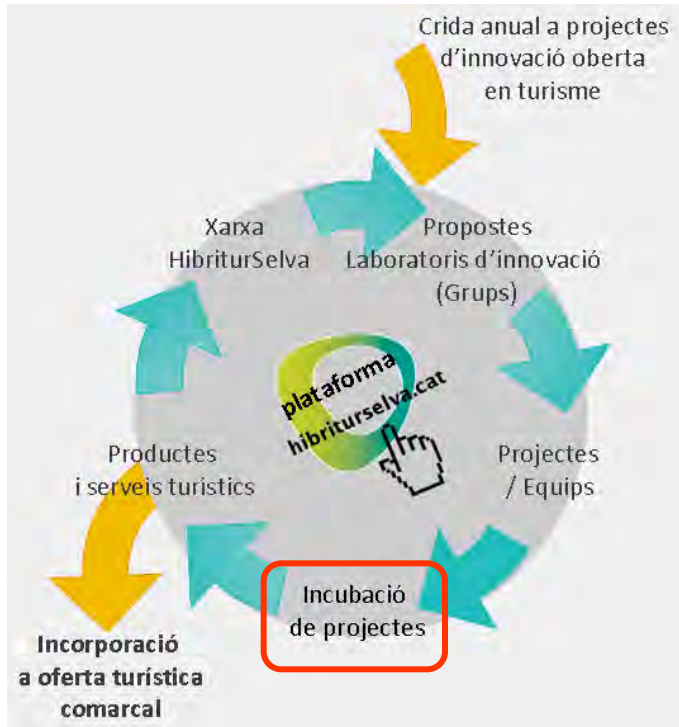 Crida anual a projectes
d'innovació oberta
en turisme
Xarxa
HibriturSelva
Propostes
Laboratoris d'innovació
(Grups)
plataforma
hibriturselva.cat
Productes
i serveis turístics
Projectes
/ Equips
Incubació
de projectes
Incorporació
a oferta turística
comarcal